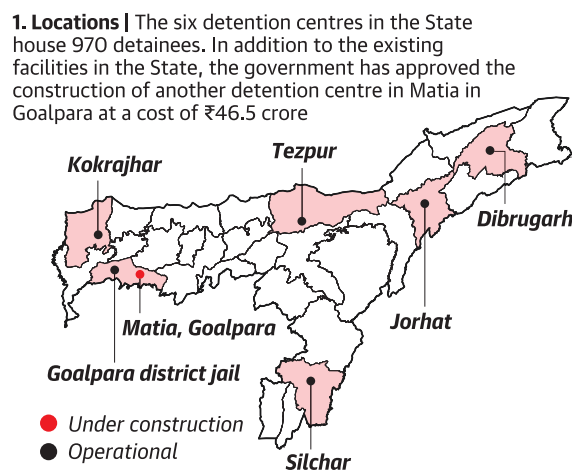 1. Locations | The six detention centres in the State
house 970 detainees. In addition to the existing
facilities in the State, the government has approved the
construction of another detention centre in Matia in
Goalpara at a cost of ₹46.5 crore
Tezpur
Kokrajhar
Dibrugarh
Jorhat
Matia, Goalpara
Goalpara district jail
Under construction
Operational
Silchar